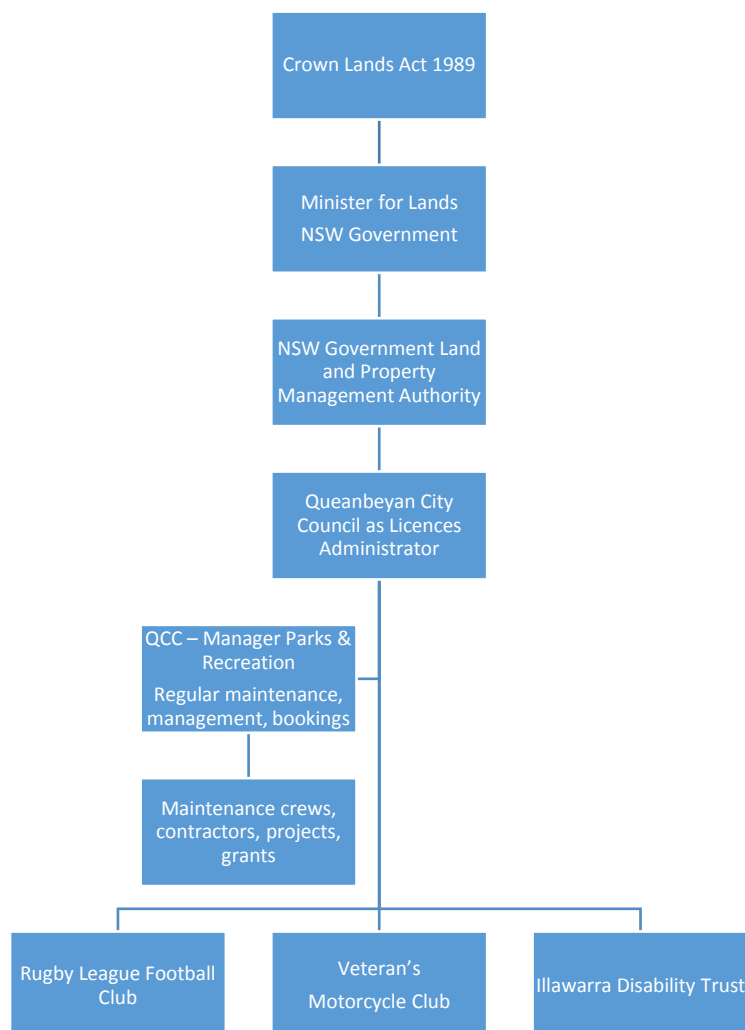 Crown Lands Act 1989
Minister for Lands
NSW Government
NSW Government Land
and Property
Management Authority
Queanbeyan City
Council as Licences
Administrator
QCC – Manager Parks &
Recreation
Regular maintenance,
management, bookings
Maintenance crews,
contractors, projects,
grants
Rugby League Football
Club
Veteran's
Motorcycle Club
Illawarra Disability Trust